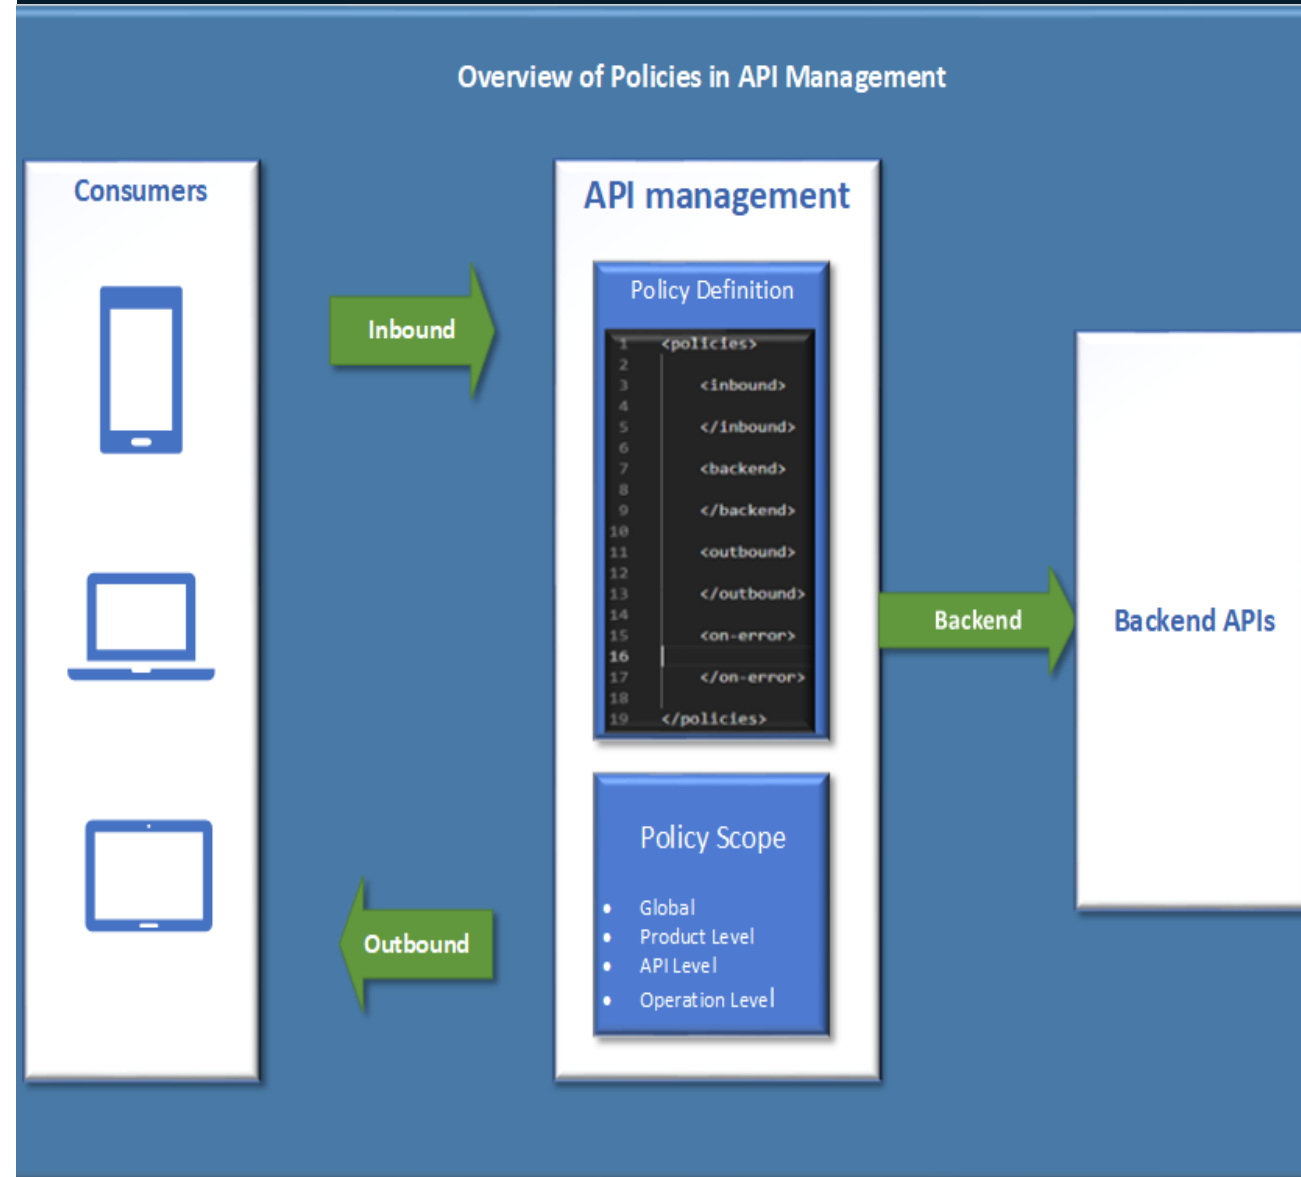 Overview of Policies in API Management
Consumers
Inbound
Outbound
API management
Policy Definition
1 <policies>
2
3 <inbound>
4
5 </inbound>
6
7 <backend>
8
9 </backend>
10
11 <outbound>
12
13 </outbound>
14
15 <on-error>
16
17 </on-error>
18
19 </policies>
Policy Scope
• Global
• Product Level
• API Level
• Operation Level
Backend
Backend APIs